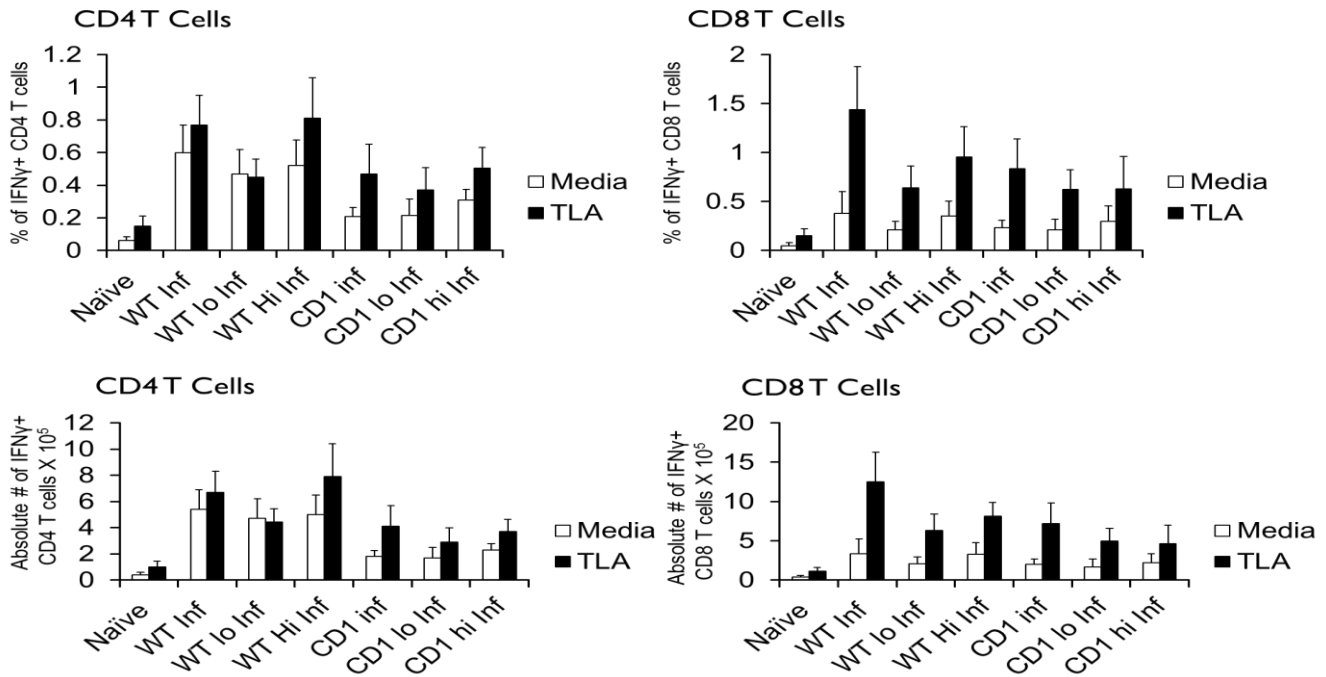 CD4 T Cells
% of IFNγ+ CD4 T cells
1.2
1
0.8
0.6
0.4
0.2
0
Naïve
WT Inf
WT lo Inf
WT Hi Inf
CD1 inf
CD1 lo Inf
CD1 hi Inf
Media
TLA
CD8 T Cells
% of IFNγ+ CD8 T cells
2
1.5
1
0.5
0
Naïve
WT Inf
WT lo Inf
WT Hi Inf
CD1 inf
CD1 lo Inf
CD1 hi Inf
Media
TLA
CD4 T Cells
Absolute # of IFNγ+
CD4 T cells X 10⁵
12
10
8
6
4
2
0
Naïve
WT Inf
WT lo Inf
WT Hi Inf
CD1 inf
CD1 lo Inf
CD1 hi Inf
Media
TLA
CD8 T Cells
Absolute # of IFNγ+
CD8 T cells X 10⁵
20
15
10
5
0
Naïve
WT Inf
WT lo Inf
WT Hi Inf
CD1 inf
CD1 lo Inf
CD1 hi Inf
Media
TLA